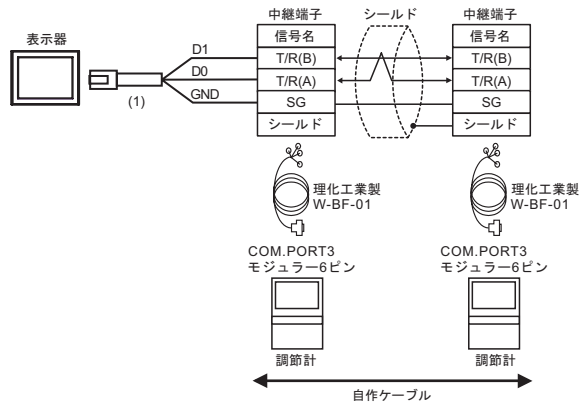 中継端子
シールド
中継端子
表示器
信号名
信号名
D1
T/R(B)
T/R(B)
D0
T/R(A)
T/R(A)
GND
SG
SG
(1)
シールド
シールド
理化工業製
W-BF-01
理化工業製
W-BF-01
COM.PORT3
モジュラー6ピン
COM.PORT3
モジュラー6ピン
調節計
調節計
自作ケーブル